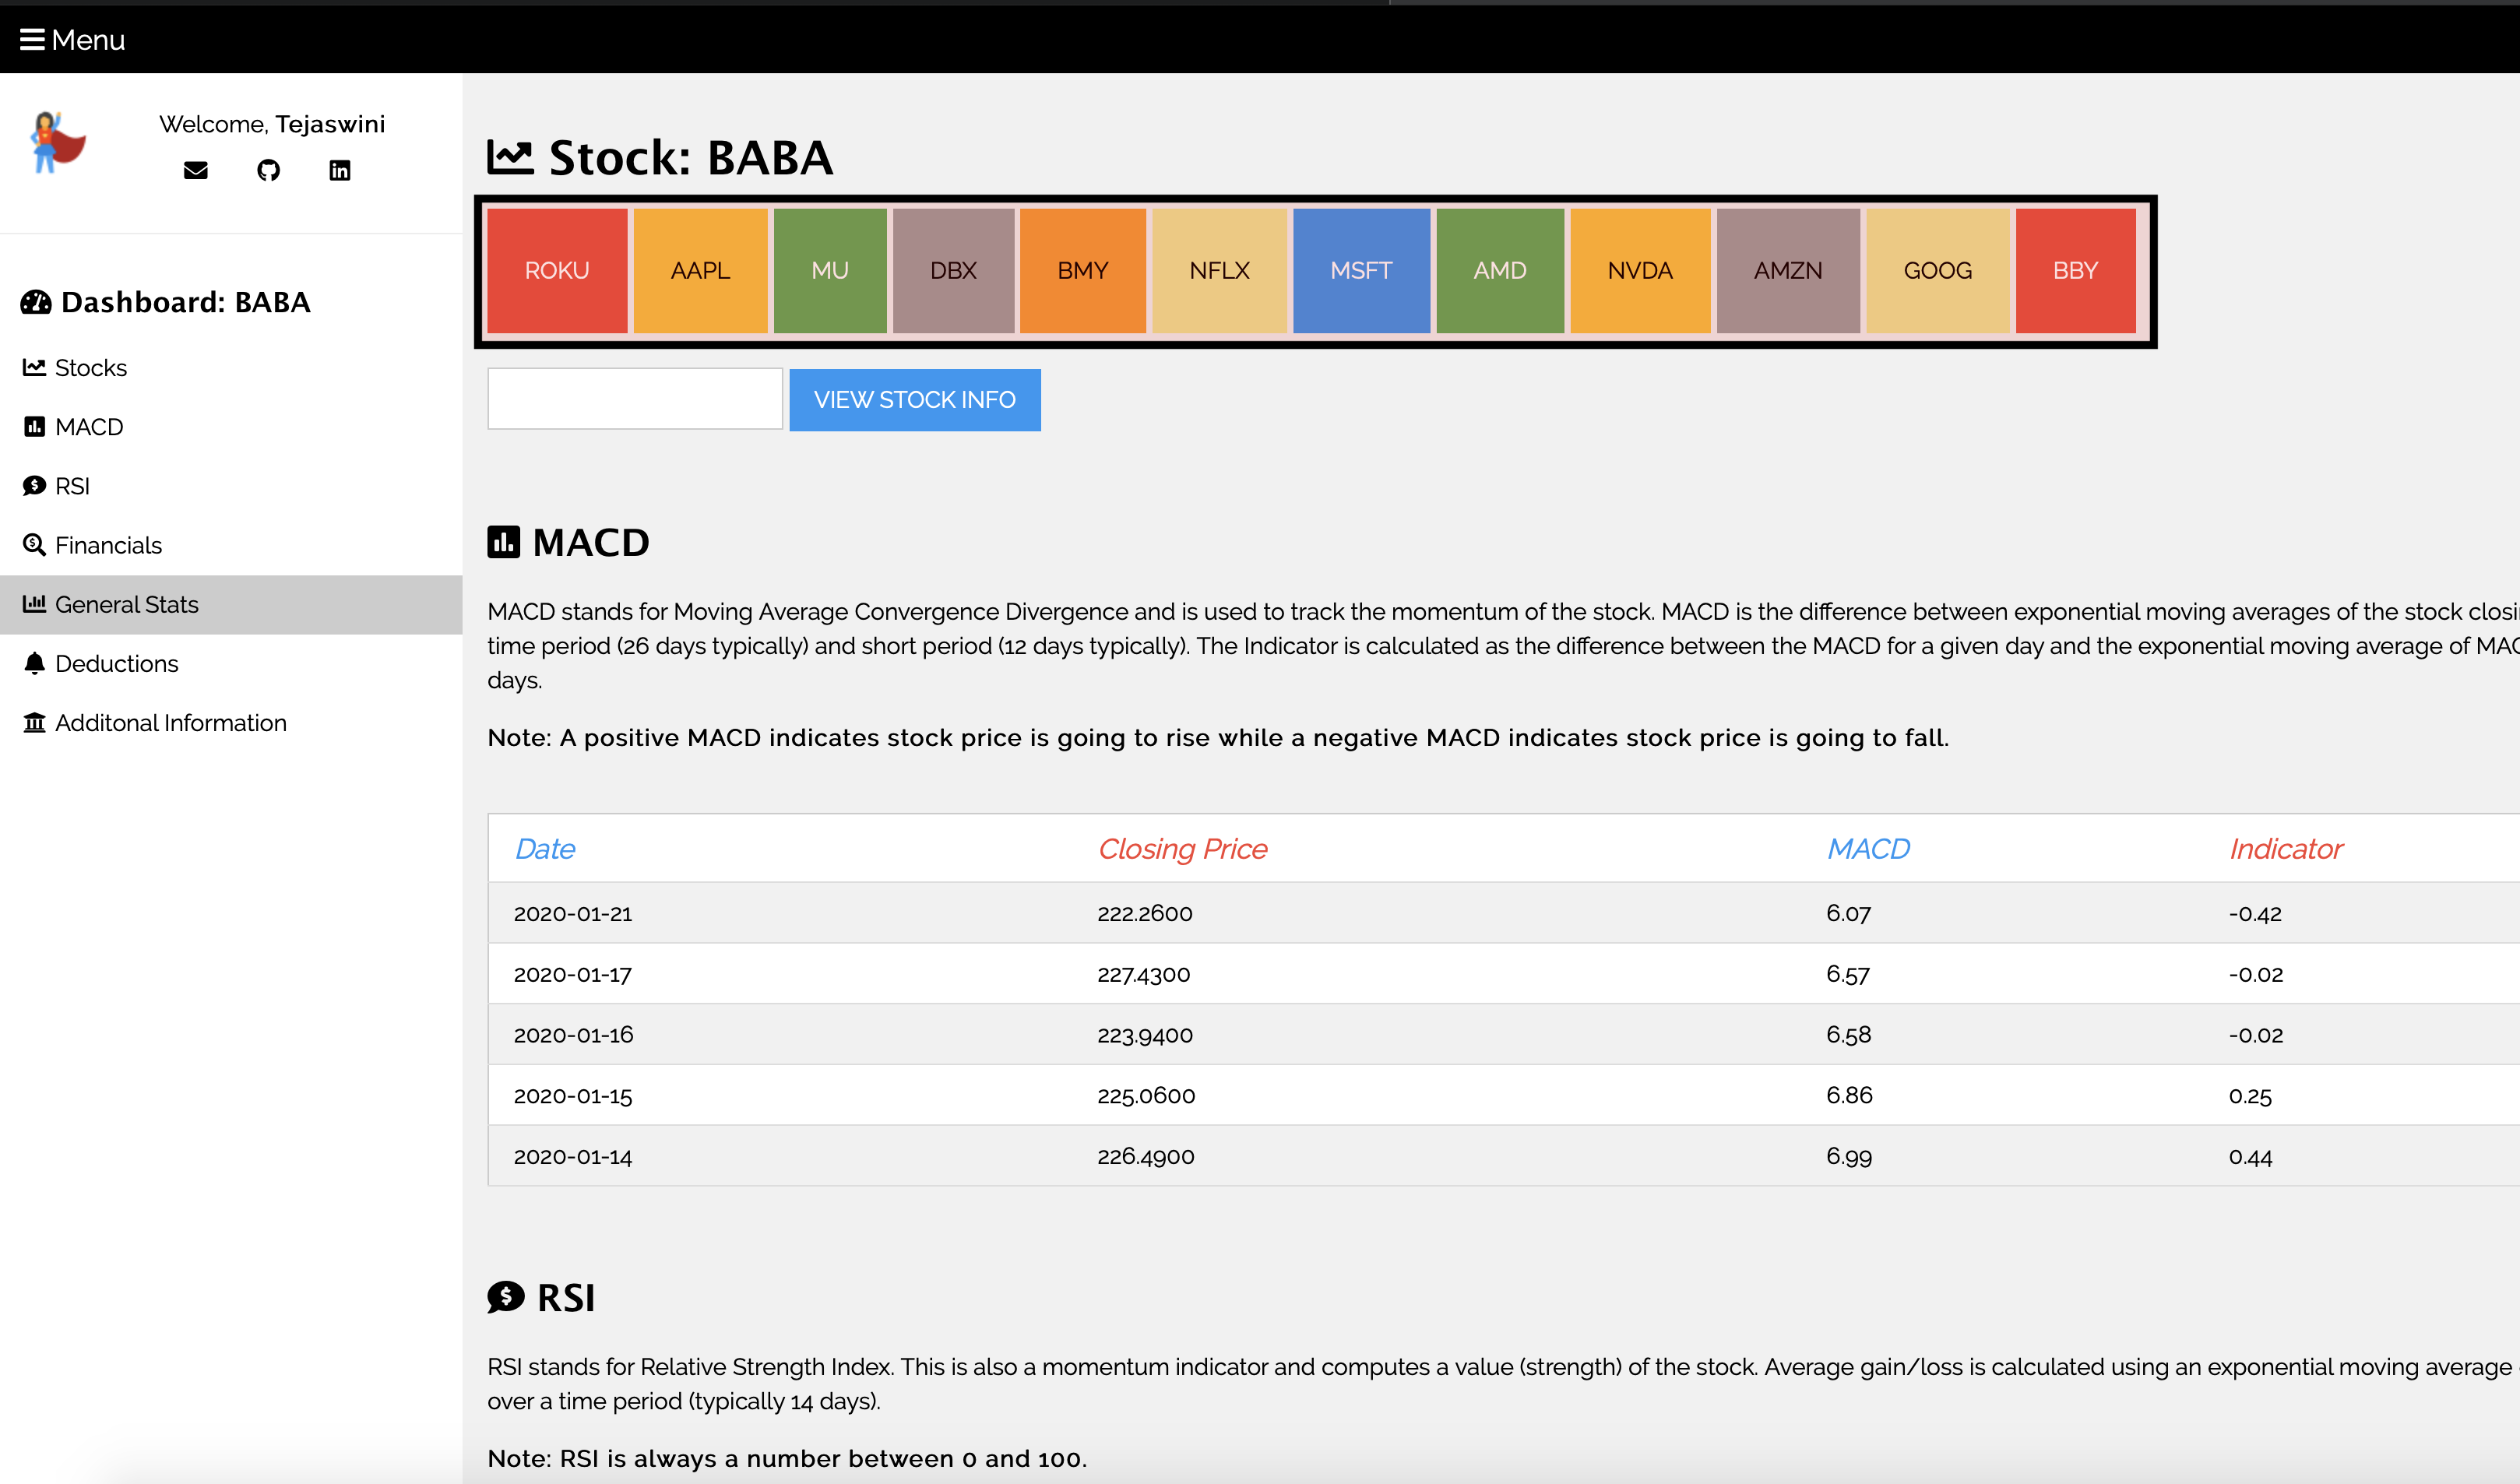 Menu
Welcome, Tejaswini
Dashboard: BABA
Stocks
MACD
RSI
Financials
General Stats
Deductions
Additonal Information
Stock: BABA
ROKU AAPL MU DBX BMY NFLX MSFT AMD NVDA AMZN GOOG BBY
VIEW STOCK INFO
MACD
MACD stands for Moving Average Convergence Divergence and is used to track the momentum of the stock. MACD is the difference between exponential moving averages of the stock
time period (26 days typically) and short period (12 days typically). The Indicator is calculated as the difference between the MACD for a given day and the exponential moving average of
days.
Note: A positive MACD indicates stock price is going to rise while a negative MACD indicates stock price is going to fall.
Date Closing Price MACD Indicator
2020-01-21 222.2600 6.07 -0.42
2020-01-17 227.4300 6.57 -0.02
2020-01-16 223.9400 6.58 -0.02
2020-01-15 225.0600 6.86 0.25
2020-01-14 226.4900 6.99 0.44
RSI
RSI stands for Relative Strength Index. This is also a momentum indicator and computes a value (strength) of the stock. Average gain/loss is calculated using an exponential moving average
over a time period (typically 14 days).
Note: RSI is always a number between 0 and 100.